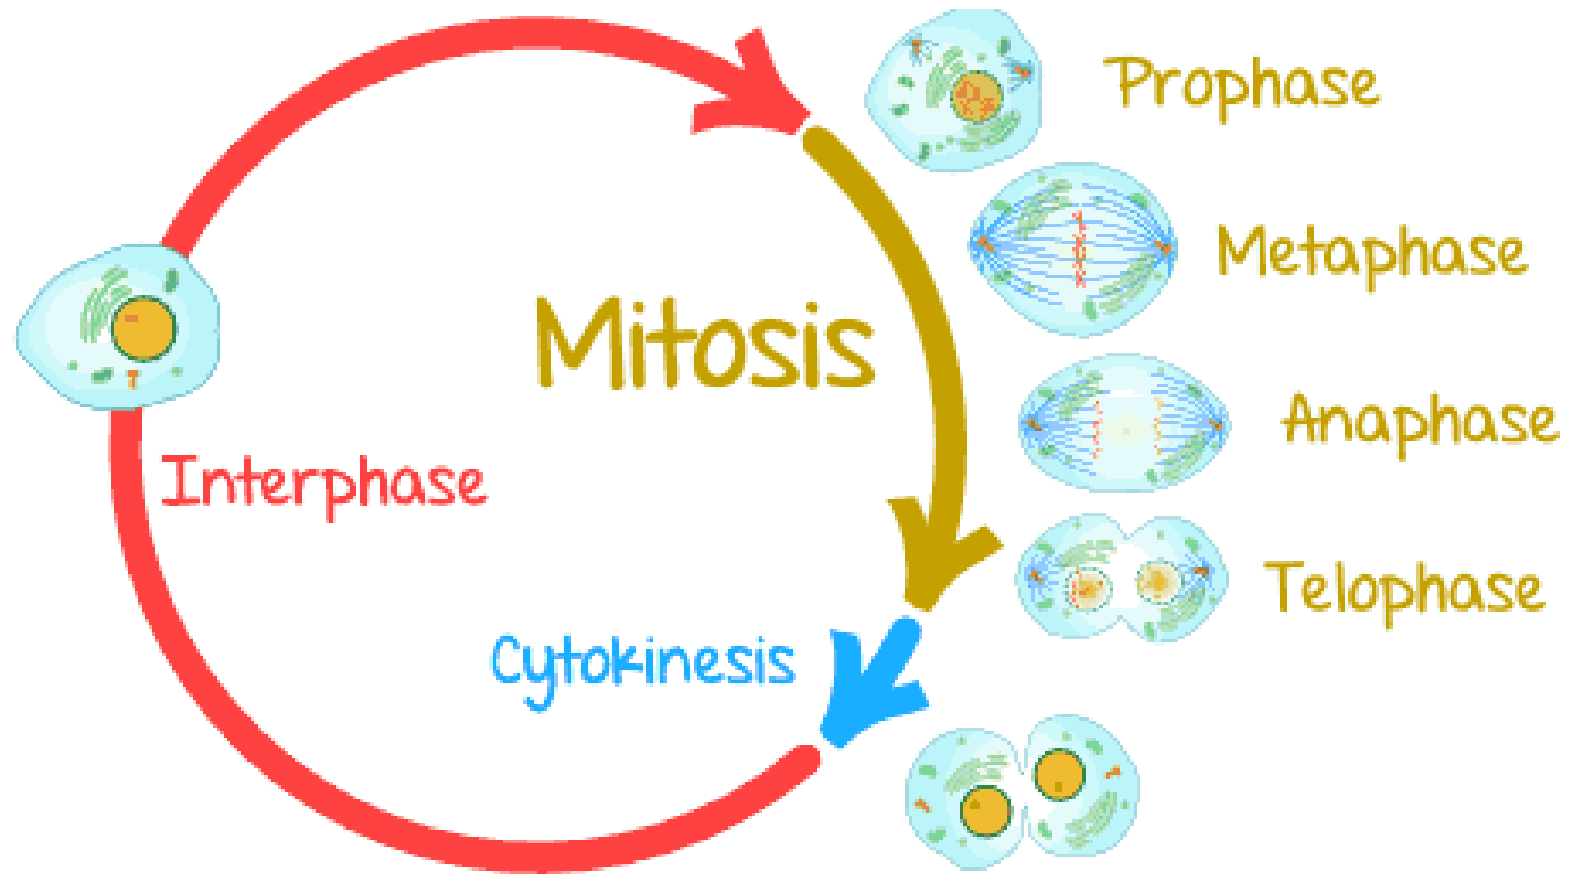 Prophase
Metaphase
Mitosis
Anaphase
Interphase
Telophase
Cytokinesis